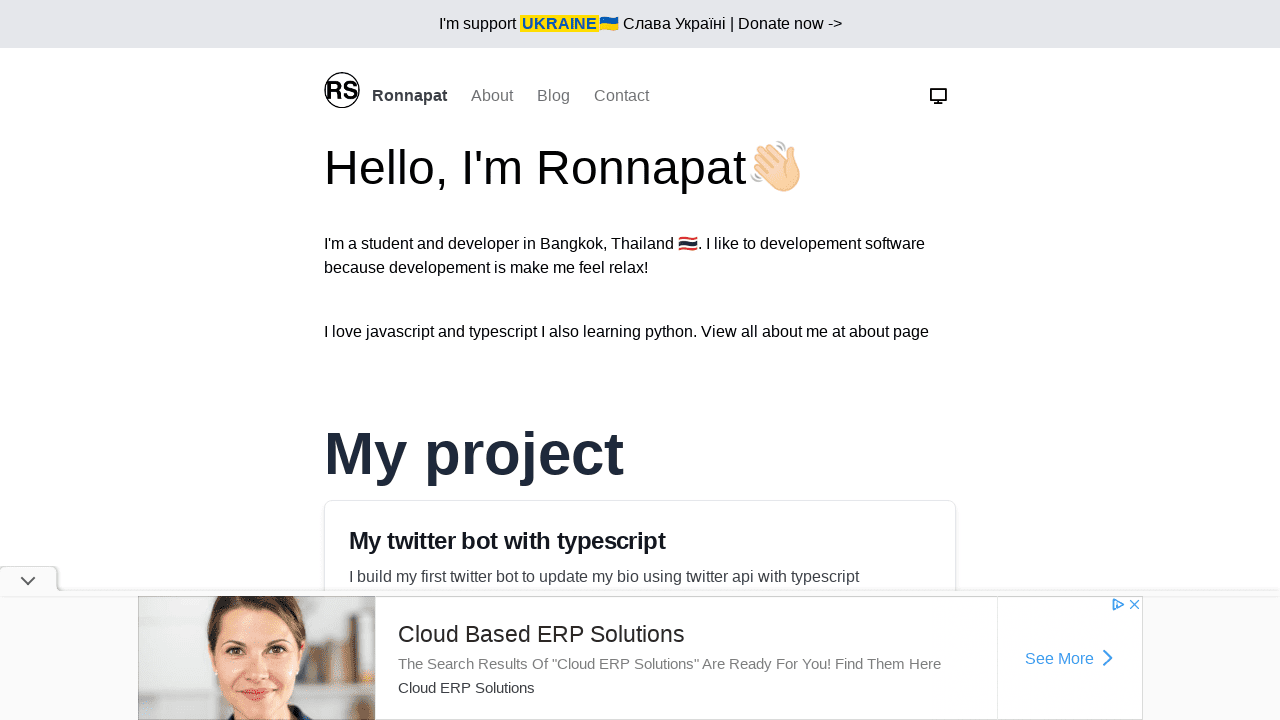 I'm support UKRAINE🇺🇦 Слава Україні | Donate now ->
RS Ronnapat About Blog Contact
Hello, I'm Ronnapat👋🏻
I'm a student and developer in Bangkok, Thailand 🇹🇭. I like to developement software
because developement is make me feel relax!
I love javascript and typescript I also learning python. View all about me at about page
My project
My twitter bot with typescript
I build my first twitter bot to update my bio using twitter api with typescript
Cloud Based ERP Solutions
The Search Results Of "Cloud ERP Solutions" Are Ready For You! Find Them Here
Cloud ERP Solutions
See More